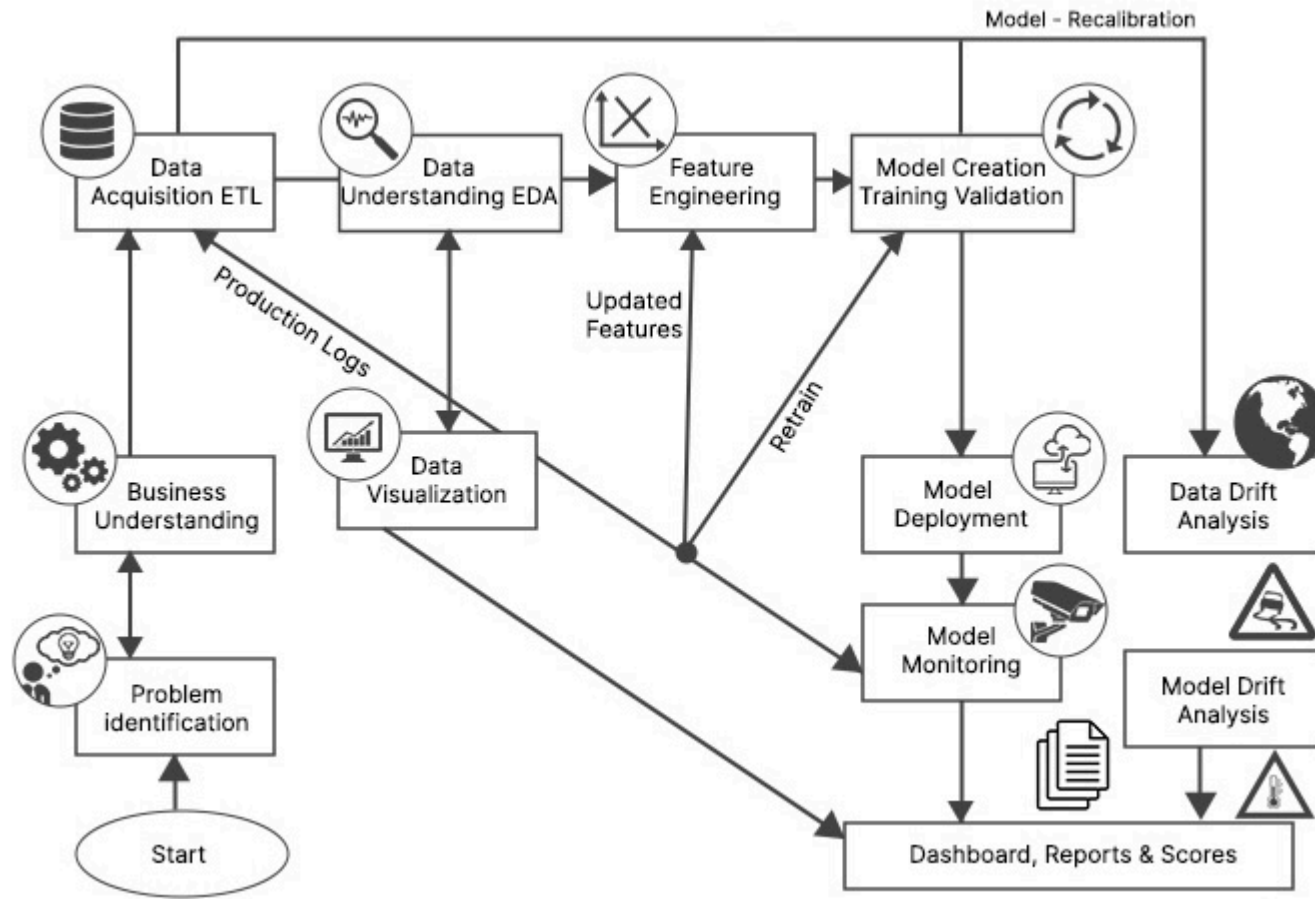 Model - Recalibration
Data
Acquisition ETL
Data
Understanding EDA
Feature
Engineering
Model Creation
Training Validation
Production Logs
Updated
Features
Retrain
Business
Understanding
Data
Visualization
Model
Deployment
Data Drift
Analysis
Problem
identification
Model
Monitoring
Model Drift
Analysis
Start
Dashboard, Reports & Scores